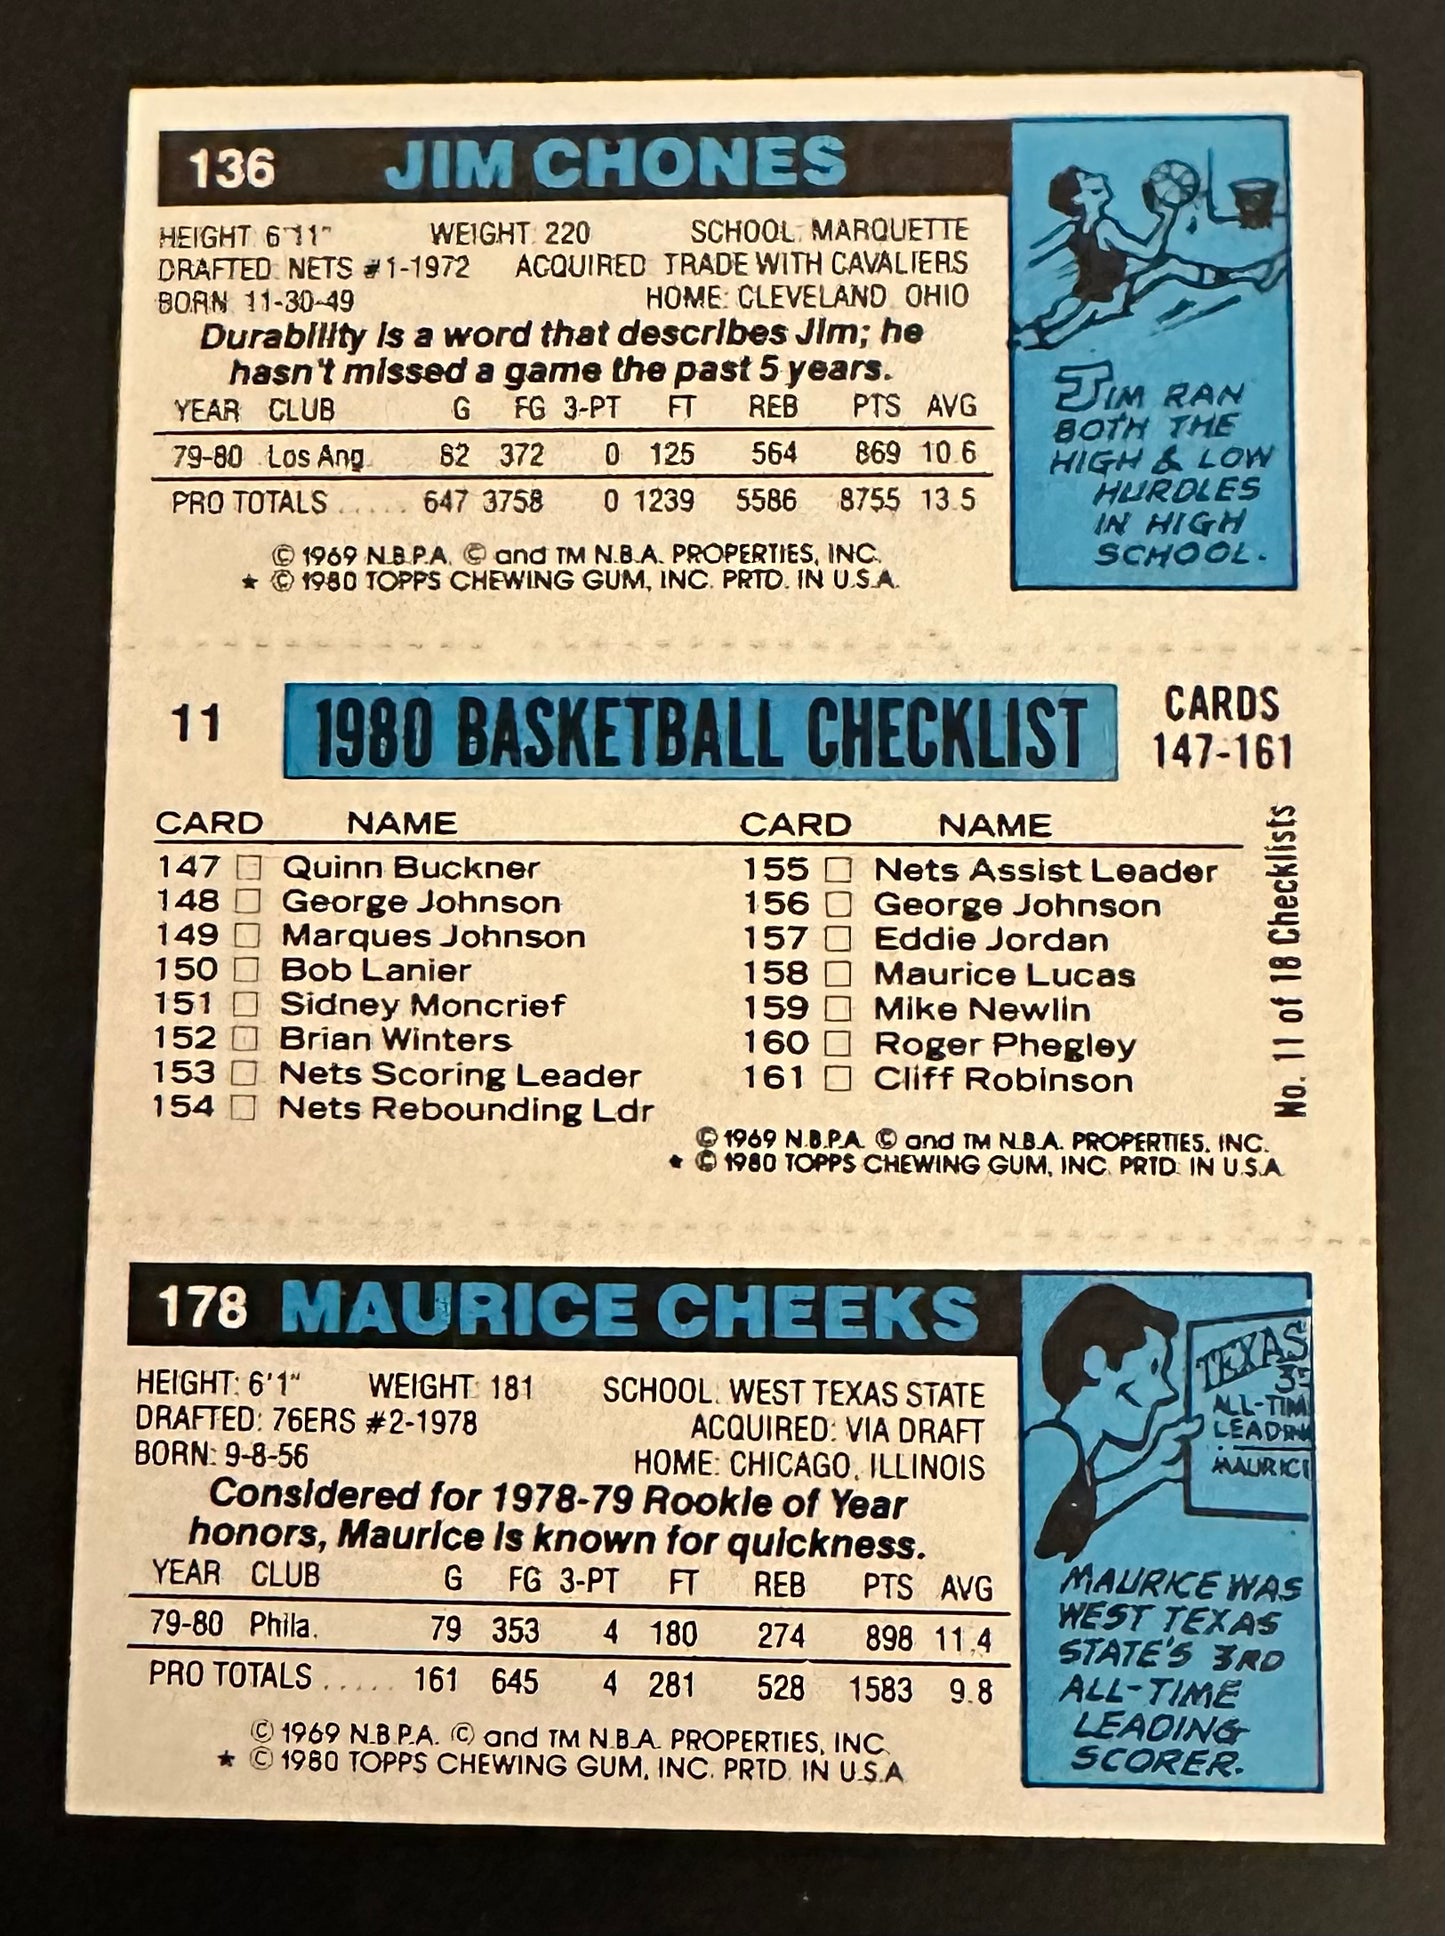 136 JIM CHONES
HEIGHT: 6'11" WEIGHT: 220 SCHOOL: MARQUETTE
DRAFTED: NETS #1-1972 ACQUIRED: TRADE WITH CAVALIERS
BORN: 11-30-49 HOME: CLEVELAND, OHIO
Durability is a word that describes Jim; he
hasn't missed a game the past 5 years.
YEAR CLUB G FG 3-PT FT REB PTS AVG
79-80 Los Ang. 82 372 0 125 564 869 10.6
PRO TOTALS ..... 647 3758 0 1239 5586 8755 13.5
© 1969 N.B.P.A. © and TM N.B.A. PROPERTIES, INC.
★ © 1980 TOPPS CHEWING GUM, INC. PRTD. IN U.S.A.
JIM RAN
BOTH THE
HIGH & LOW
HURDLES
IN HIGH
SCHOOL.
11 1980 BASKETBALL CHECKLIST
CARDS
147-161
CARD NAME
147 □ Quinn Buckner
148 □ George Johnson
149 □ Marques Johnson
150 □ Bob Lanier
151 □ Sidney Moncrief
152 □ Brian Winters
153 □ Nets Scoring Leader
154 □ Nets Rebounding Ldr
CARD NAME
155 □ Nets Assist Leader
156 □ George Johnson
157 □ Eddie Jordan
158 □ Maurice Lucas
159 □ Mike Newlin
160 □ Roger Phegley
161 □ Cliff Robinson
No. 11 of 18 Checklists
© 1969 N.B.P.A. © and TM N.B.A. PROPERTIES, INC.
★ © 1980 TOPPS CHEWING GUM, INC. PRTD. IN U.S.A.
178 MAURICE CHEEKS
HEIGHT: 6'1" WEIGHT: 181 SCHOOL: WEST TEXAS STATE
DRAFTED: 76ERS #2-1978 ACQUIRED: VIA DRAFT
BORN: 9-8-56 HOME: CHICAGO, ILLINOIS
Considered for 1978-79 Rookie of Year
honors, Maurice is known for quickness.
YEAR CLUB G FG 3-PT FT REB PTS AVG
79-80 Phila. 79 353 4 180 274 898 11.4
PRO TOTALS ..... 161 645 4 281 528 1583 9.8
© 1969 N.B.P.A. © and TM N.B.A. PROPERTIES, INC.
★ © 1980 TOPPS CHEWING GUM, INC. PRTD. IN U.S.A.
TEXAS
ALL-TIM
LEADIN
MAURICE
MAURICE WAS
WEST TEXAS
STATE'S 3RD
ALL-TIME
LEADING
SCORER.